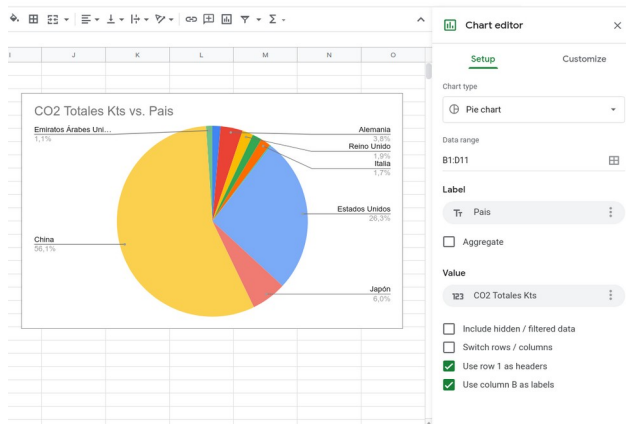 Σ
Chart editor
Setup
Customize
J
K
L
M
N
O
Chart type
Pie chart
Data range
B1:D11
Label
Tт Pais
Aggregate
Value
123 CO2 Totales Kts
Include hidden / filtered data
Switch rows / columns
Use row 1 as headers
Use column B as labels
CO2 Totales Kts vs. Pais
Emiratos Árabes Uni...
1,1%
Alemania
3,8%
Reino Unido
1,9%
Italia
1,7%
Estados Unidos
26,3%
China
56,1%
Japón
6,0%